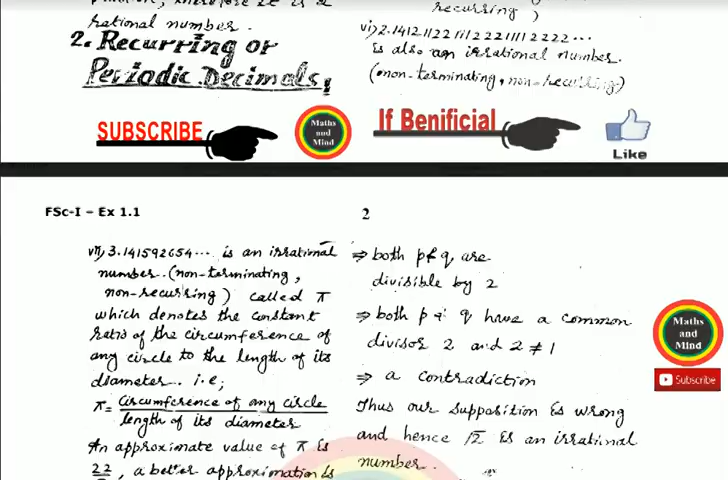 rational number.
recurring)
2. Recurring or
Periodic Decimals,
vi) 2.1412112211122211112222...
is also an irrational number.
(non-terminating, non-recurring)
SUBSCRIBE
Maths
and
Mind
If Benificial
Like
FSc-I – Ex 1.1
2
vii) 3.141592654... is an irrational
number. (non-terminating,
non-recurring) called π
which denotes the constant
ratio of the circumference of
any circle to the length of its
diameter. i.e;
π = circumference of any circle
length of its diameter
An approximate value of π is
22
, a better approximation is
⇒ both p & q are
divisible by 2
⇒ both p & q have a common
divisor 2 and 2 ≠ 1
⇒ a contradiction
Thus our supposition is wrong
and hence √2 is an irrational
number.
Maths
and
Mind
Subscribe